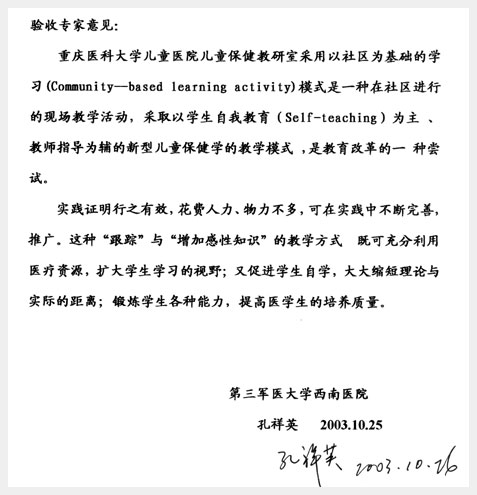 验收专家意见：
重庆医科大学儿童医院儿童保健教研室采用以社区为基础的学
习(Community--based learning activity)模式是一种在社区进行
的现场教学活动，采取以学生自我教育（Self-teaching）为主 、
教师指导为辅的新型儿童保健学的教学模式 ，是教育改革的一 种尝
试。
实践证明行之有效，花费人力、物力不多，可在实践中不断完善，
推广。这种“跟踪”与“增加感性知识”的教学方式 既可充分利用
医疗资源，扩大学生学习的视野；又促进学生自学，大大缩短理论与
实际的距离；锻炼学生各种能力，提高医学生的培养质量。
第三军医大学西南医院
孔祥英 2003.10.25
孔祥英 2003.10.26